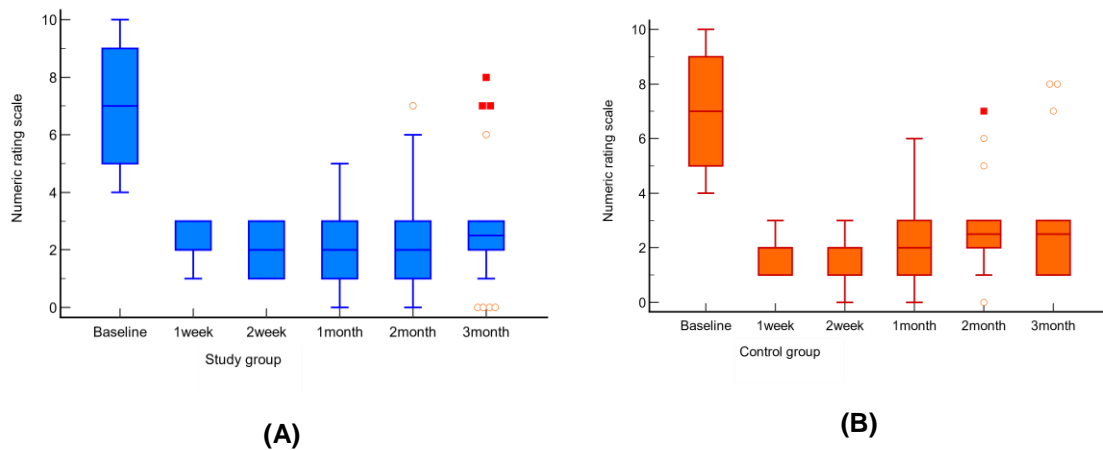 Numeric rating scale
10
8
6
4
2
0
Baseline 1week 2week 1month 2month 3month
Study group
(A)
Numeric rating scale
10
8
6
4
2
0
Baseline 1week 2week 1month 2month 3month
Control group
(B)